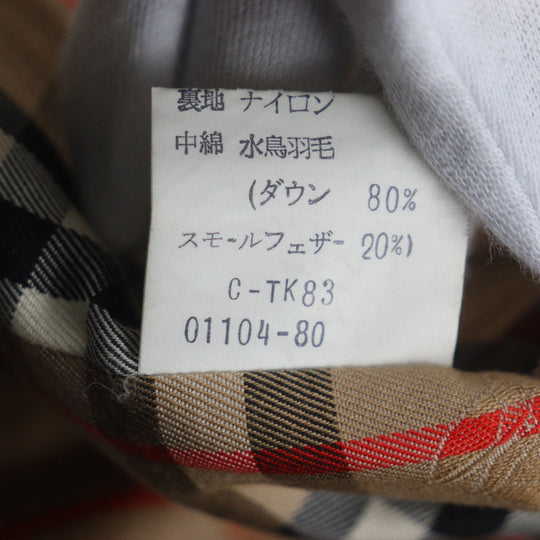 裏地 ナイロン
中綿 水鳥羽毛
(ダウン 80%
スモールフェザー 20%)
C-TK83
01104-80